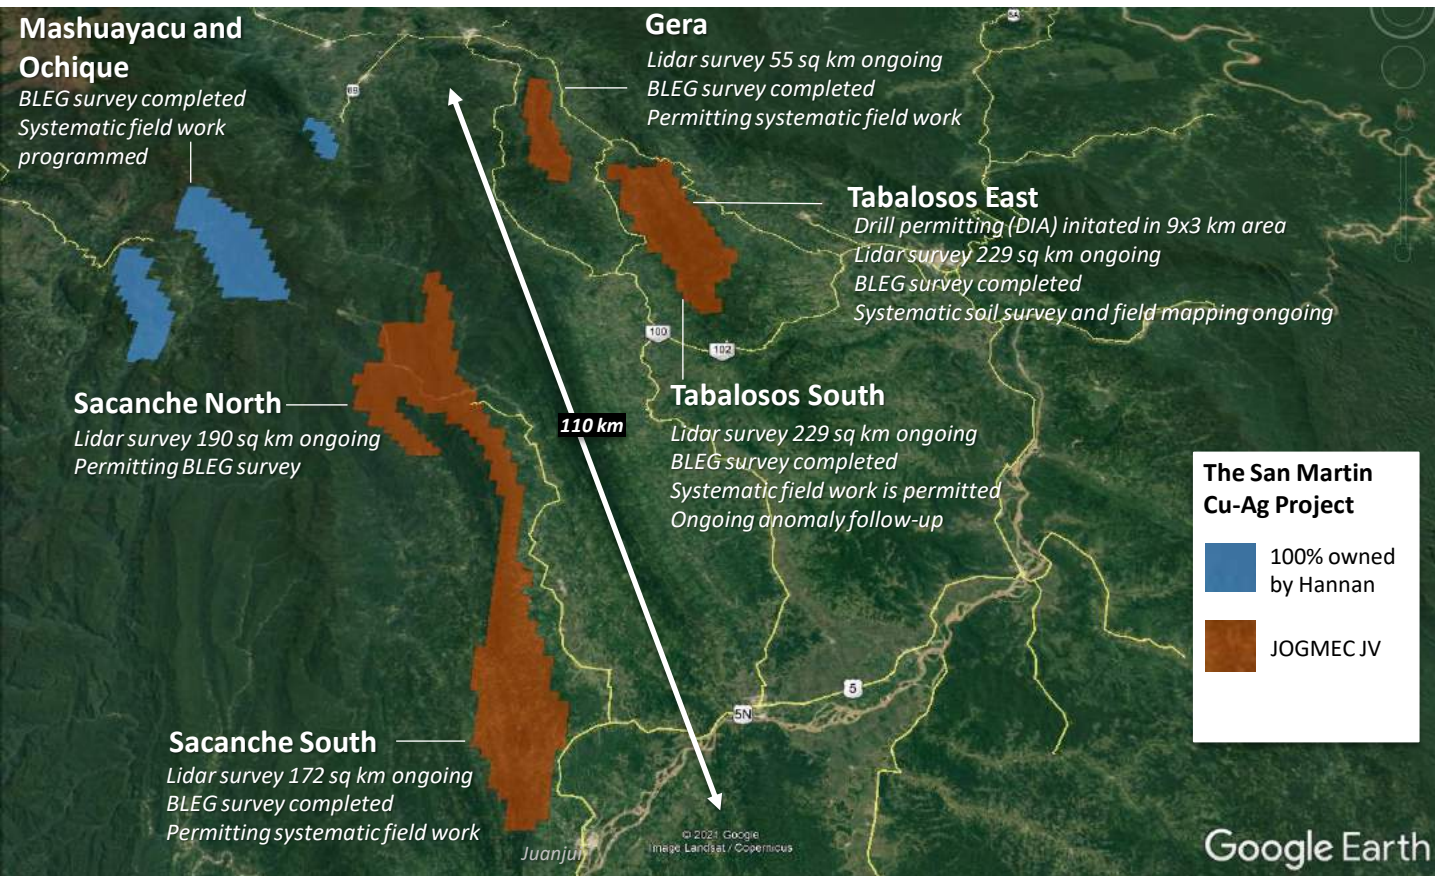 Mashuayacu and
Ochique
BLEG survey completed
Systematic field work
programmed
Gera
Lidar survey 55 sq km ongoing
BLEG survey completed
Permitting systematic field work
5A
8B
Tabalosos East
Drill permitting (DIA) initated in 9x3 km area
Lidar survey 229 sq km ongoing
BLEG survey completed
Systematic soil survey and field mapping ongoing
100
102
Sacanche North
Lidar survey 190 sq km ongoing
Permitting BLEG survey
110 km
Tabalosos South
Lidar survey 229 sq km ongoing
BLEG survey completed
Systematic field work is permitted
Ongoing anomaly follow-up
The San Martin
Cu-Ag Project
100% owned
by Hannan
JOGMEC JV
5
5N
Sacanche South
Lidar survey 172 sq km ongoing
BLEG survey completed
Permitting systematic field work
Juanjui
© 2021 Google
Image Landsat / Copernicus
Google Earth